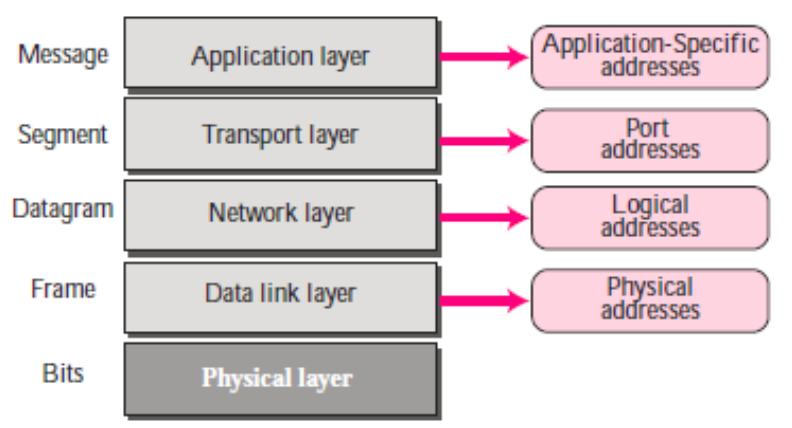 Message
Application layer
Application-Specific
addresses
Segment
Transport layer
Port
addresses
Datagram
Network layer
Logical
addresses
Frame
Data link layer
Physical
addresses
Bits
Physical layer